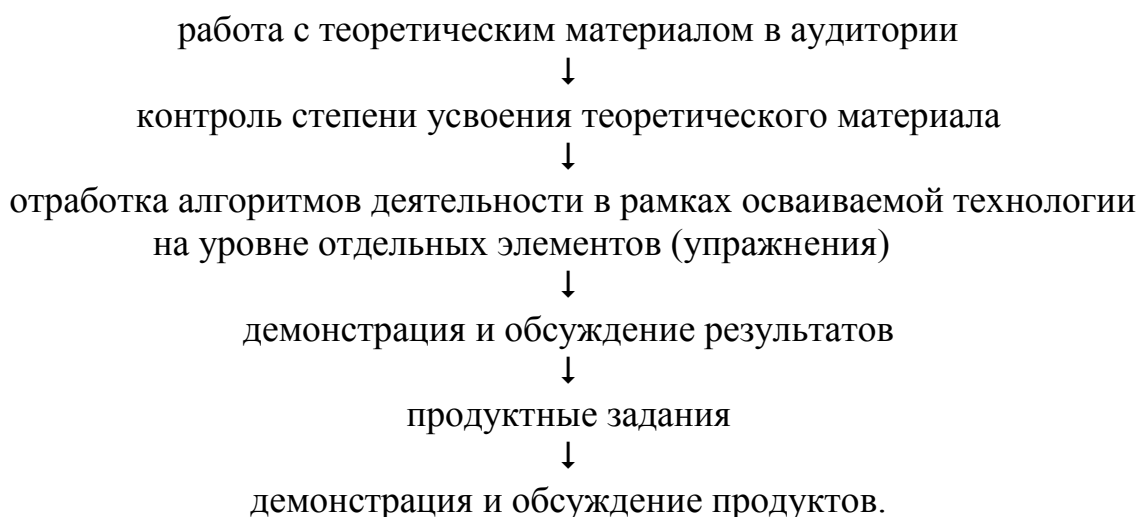 работа с теоретическим материалом в аудитории
↓
контроль степени усвоения теоретического материала
↓
отработка алгоритмов деятельности в рамках осваиваемой технологии
на уровне отдельных элементов (упражнения)
↓
демонстрация и обсуждение результатов
↓
продуктные задания
↓
демонстрация и обсуждение продуктов.